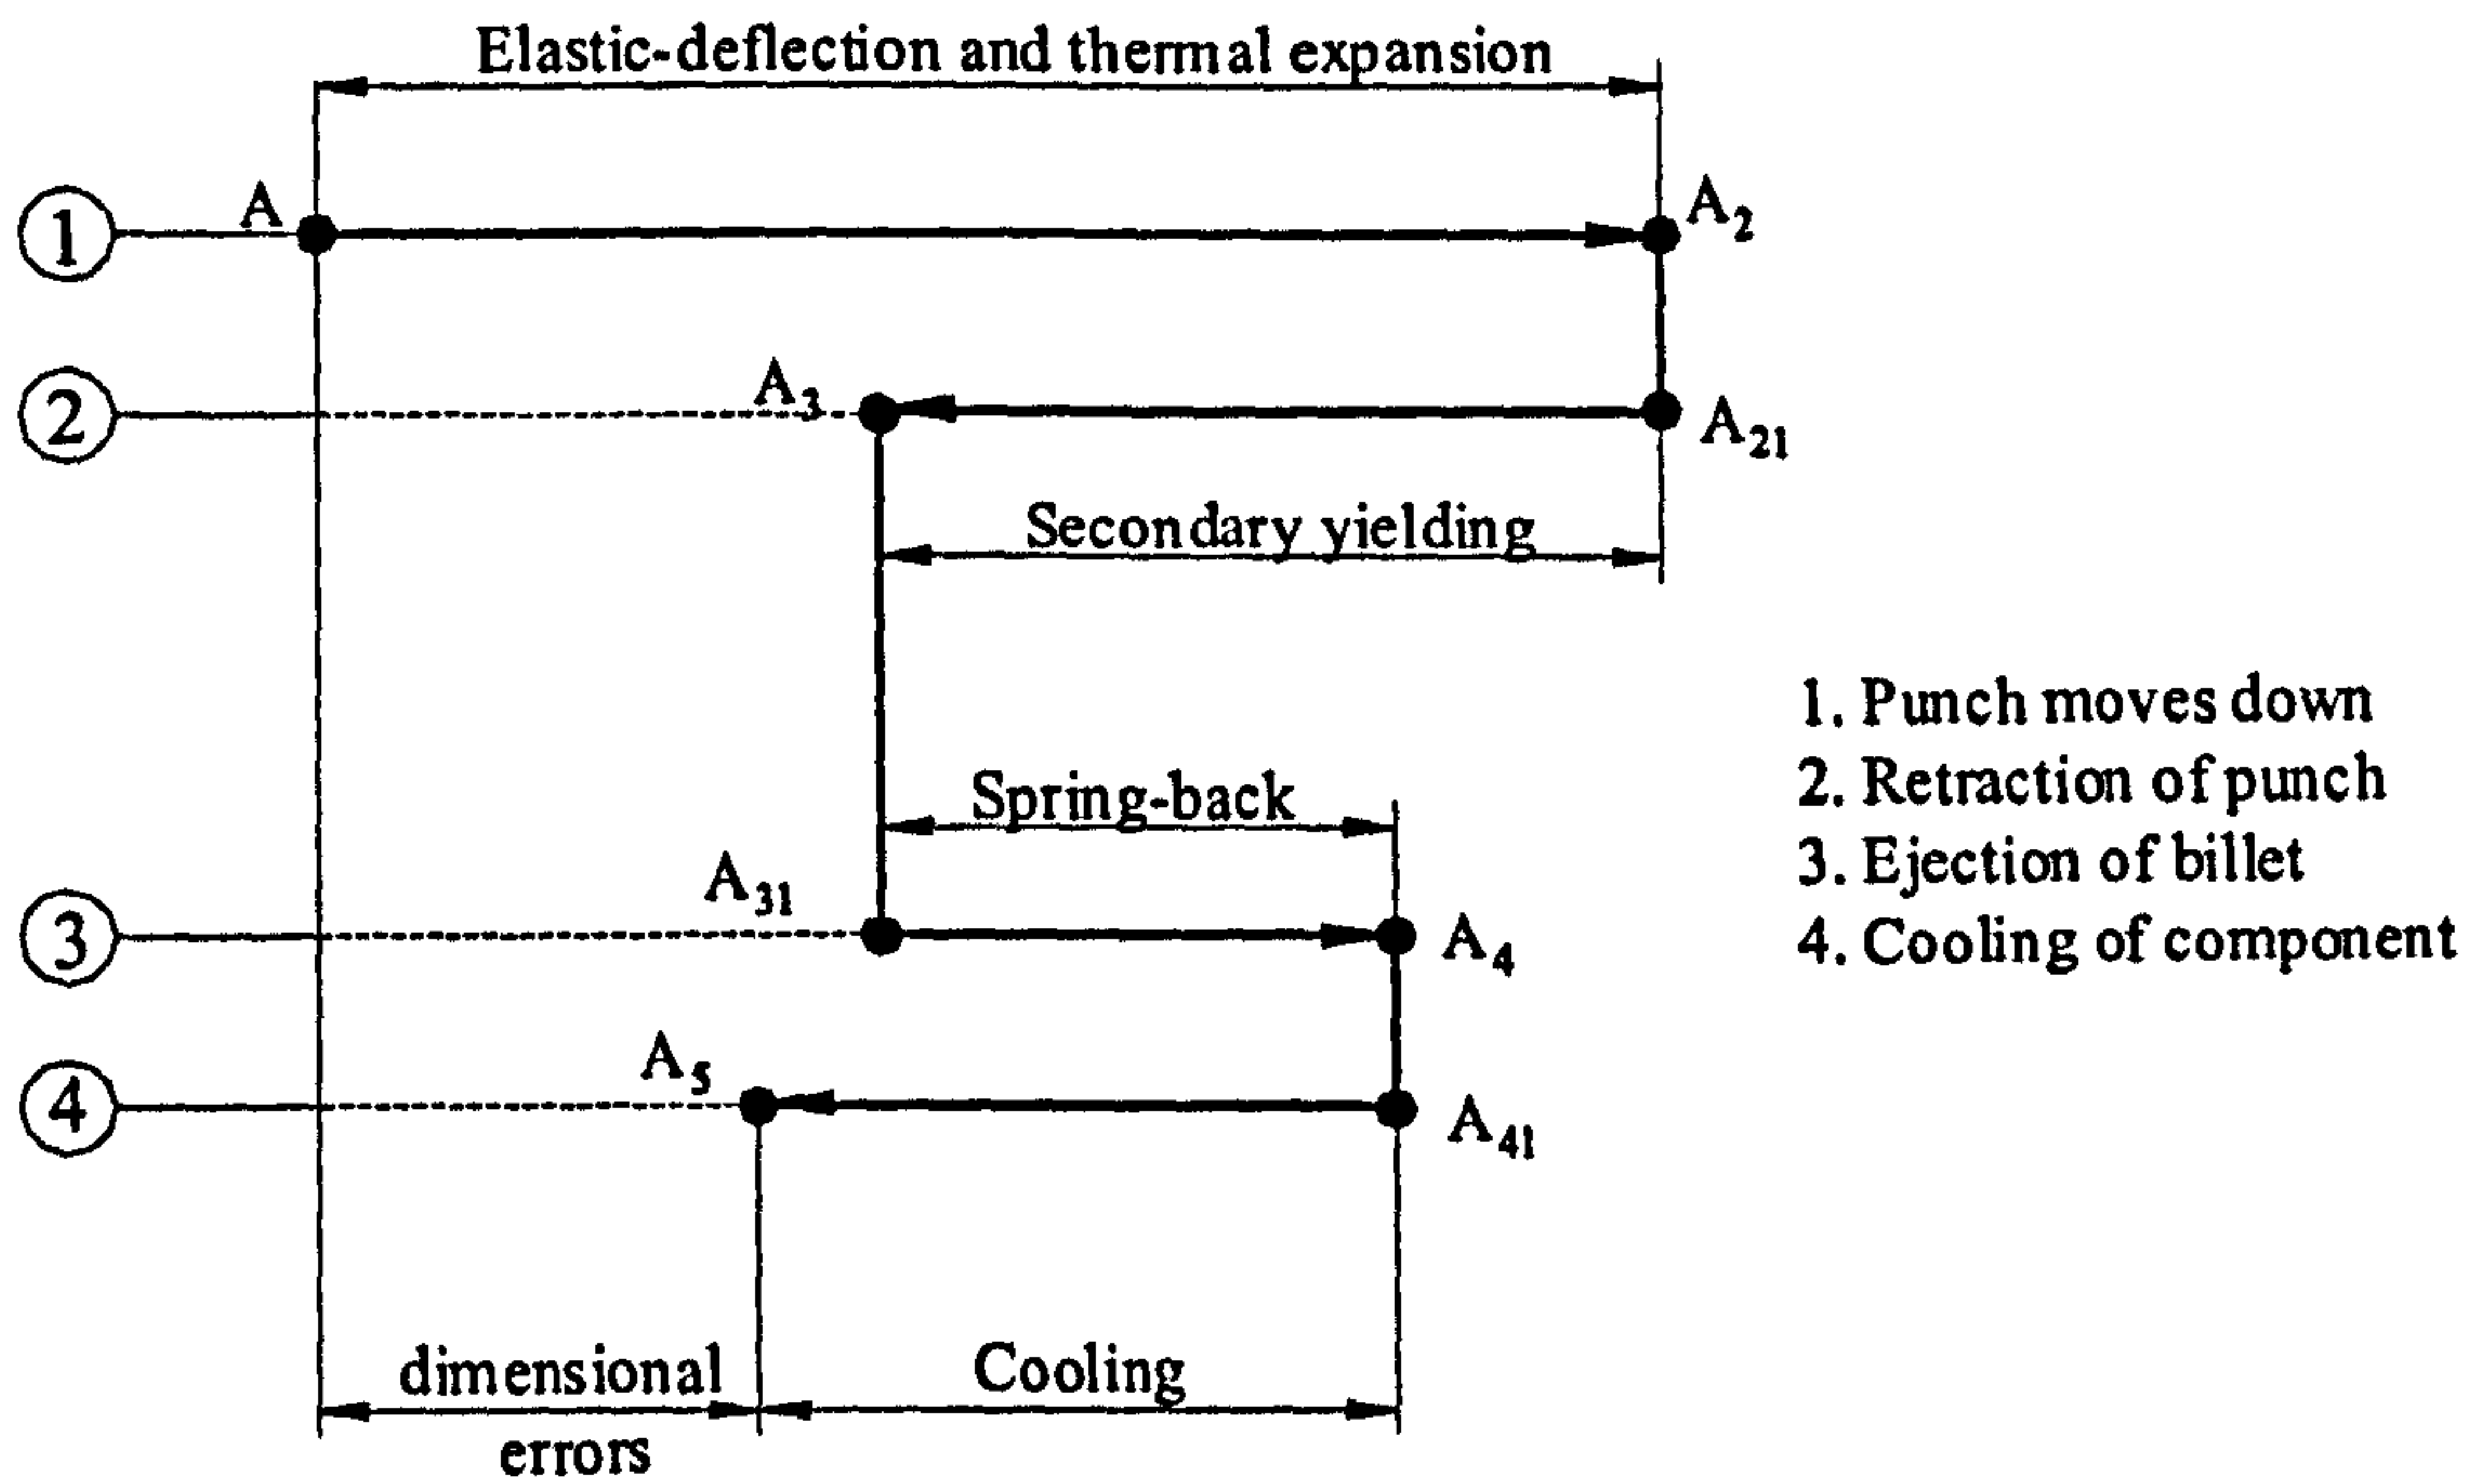 Elastic-deflection and thermal expansion
1
A
A2
2
A3
A21
Secondary yielding
Spring-back
A31
3
A4
A5
4
A41
dimensional
errors
Cooling
1. Punch moves down
2. Retraction of punch
3. Ejection of billet
4. Cooling of component